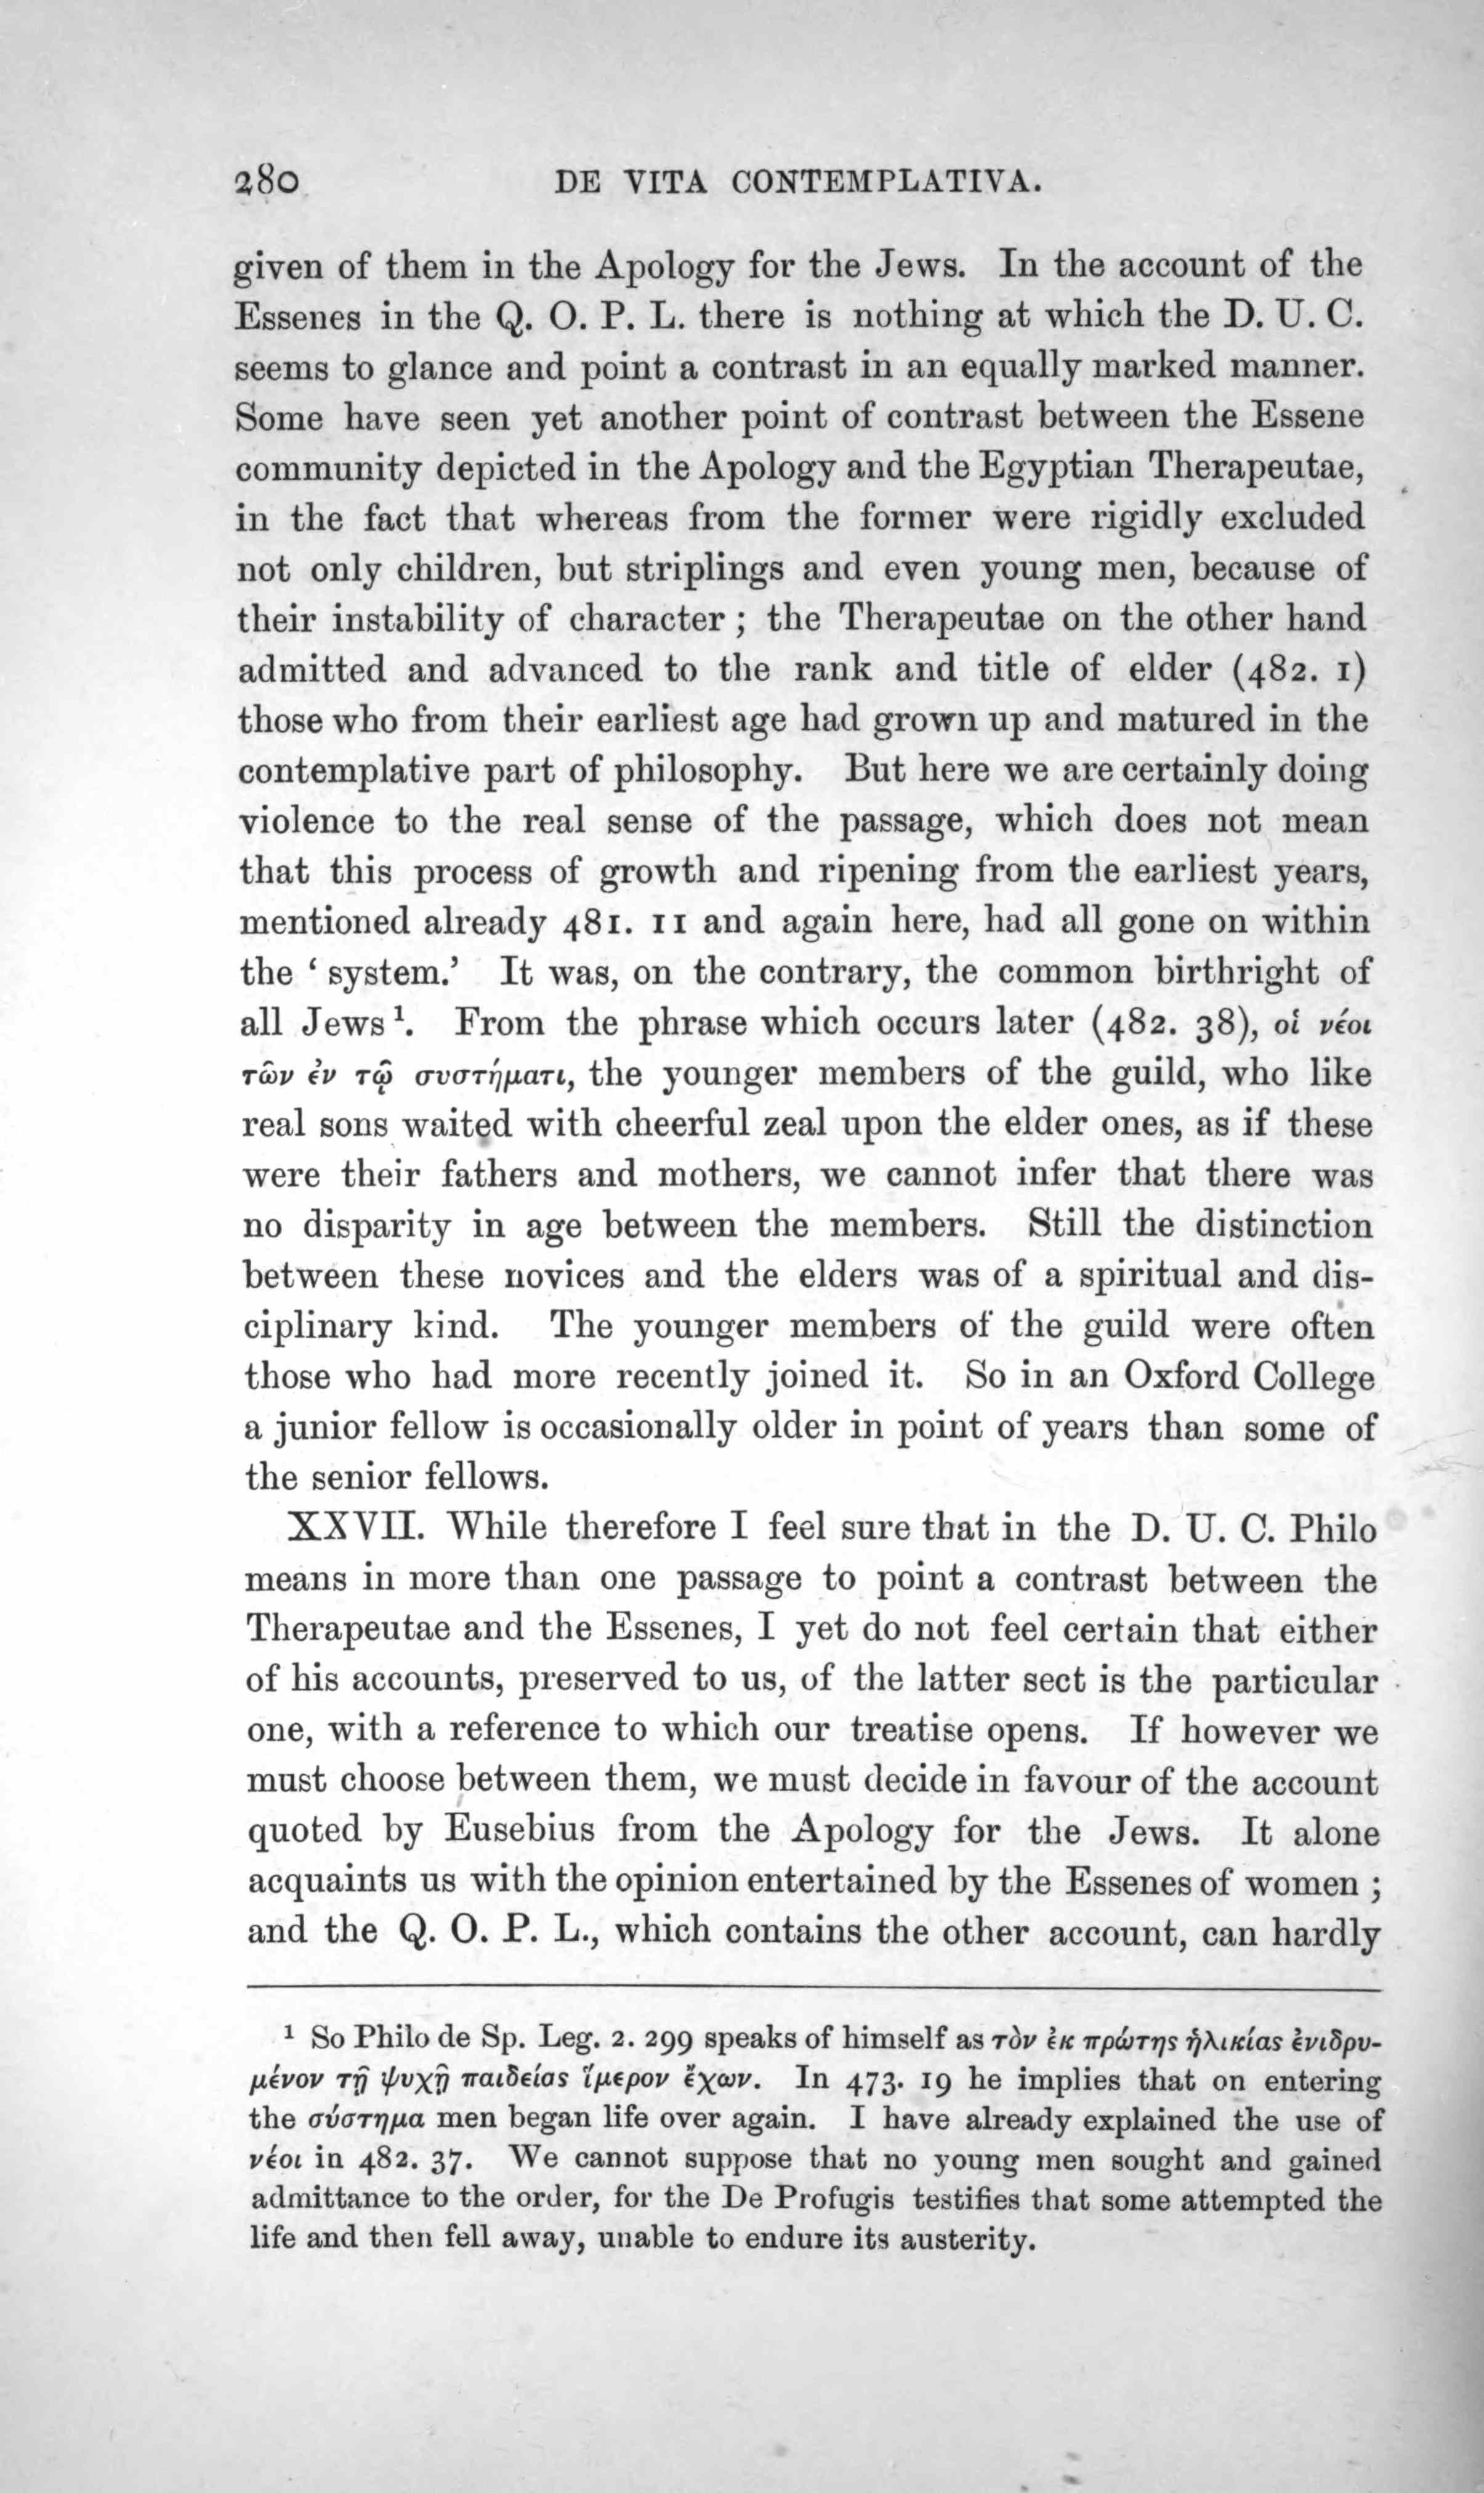 280 DE VITA CONTEMPLATIVA.
given of them in the Apology for the Jews. In the account of the
Essenes in the Q. O. P. L. there is nothing at which the D. U. C.
seems to glance and point a contrast in an equally marked manner.
Some have seen yet another point of contrast between the Essene
community depicted in the Apology and the Egyptian Therapeutae,
in the fact that whereas from the former were rigidly excluded
not only children, but striplings and even young men, because of
their instability of character ; the Therapeutae on the other hand
admitted and advanced to the rank and title of elder (482. 1)
those who from their earliest age had grown up and matured in the
contemplative part of philosophy. But here we are certainly doing
violence to the real sense of the passage, which does not mean
that this process of growth and ripening from the earliest years,
mentioned already 481. 11 and again here, had all gone on within
the ‘ system.’ It was, on the contrary, the common birthright of
all Jews ¹. From the phrase which occurs later (482. 38), οἱ νέοι
τῶν ἐν τῷ συστήματι, the younger members of the guild, who like
real sons waited with cheerful zeal upon the elder ones, as if these
were their fathers and mothers, we cannot infer that there was
no disparity in age between the members. Still the distinction
between these novices and the elders was of a spiritual and dis-
ciplinary kind. The younger members of the guild were often
those who had more recently joined it. So in an Oxford College
a junior fellow is occasionally older in point of years than some of
the senior fellows.
XXVII. While therefore I feel sure that in the D. U. C. Philo
means in more than one passage to point a contrast between the
Therapeutae and the Essenes, I yet do not feel certain that either
of his accounts, preserved to us, of the latter sect is the particular
one, with a reference to which our treatise opens. If however we
must choose between them, we must decide in favour of the account
quoted by Eusebius from the Apology for the Jews. It alone
acquaints us with the opinion entertained by the Essenes of women ;
and the Q. O. P. L., which contains the other account, can hardly
¹ So Philo de Sp. Leg. 2. 299 speaks of himself as τὸν ἐκ πρώτης ἡλικίας ἐνιδρυ-
μένον τῇ ψυχῇ παιδείας ἵμερον ἔχων. In 473. 19 he implies that on entering
the σύστημα men began life over again. I have already explained the use of
νέοι in 482. 37. We cannot suppose that no young men sought and gained
admittance to the order, for the De Profugis testifies that some attempted the
life and then fell away, unable to endure its austerity.